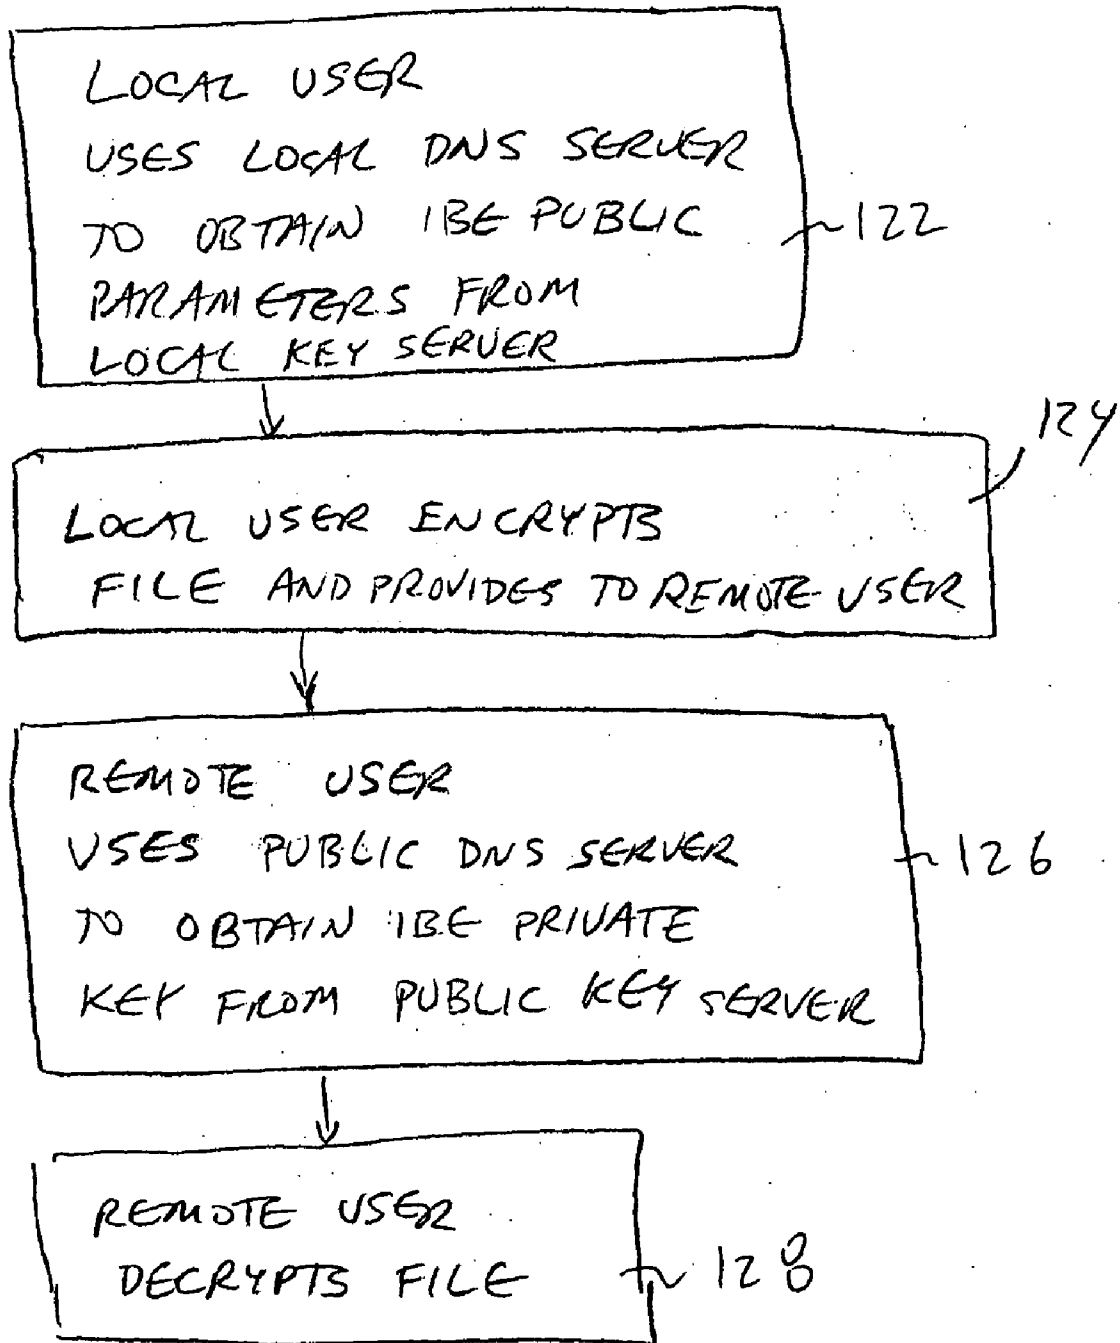 LOCAL USER
USES LOCAL DNS SERVER
TO OBTAIN IBE PUBLIC
PARAMETERS FROM
LOCAL KEY SERVER
122
124
LOCAL USER ENCRYPTS
FILE AND PROVIDES TO REMOTE USER
REMOTE USER
USES PUBLIC DNS SERVER
TO OBTAIN IBE PRIVATE
KEY FROM PUBLIC KEY SERVER
126
REMOTE USER
DECRYPTS FILE
128